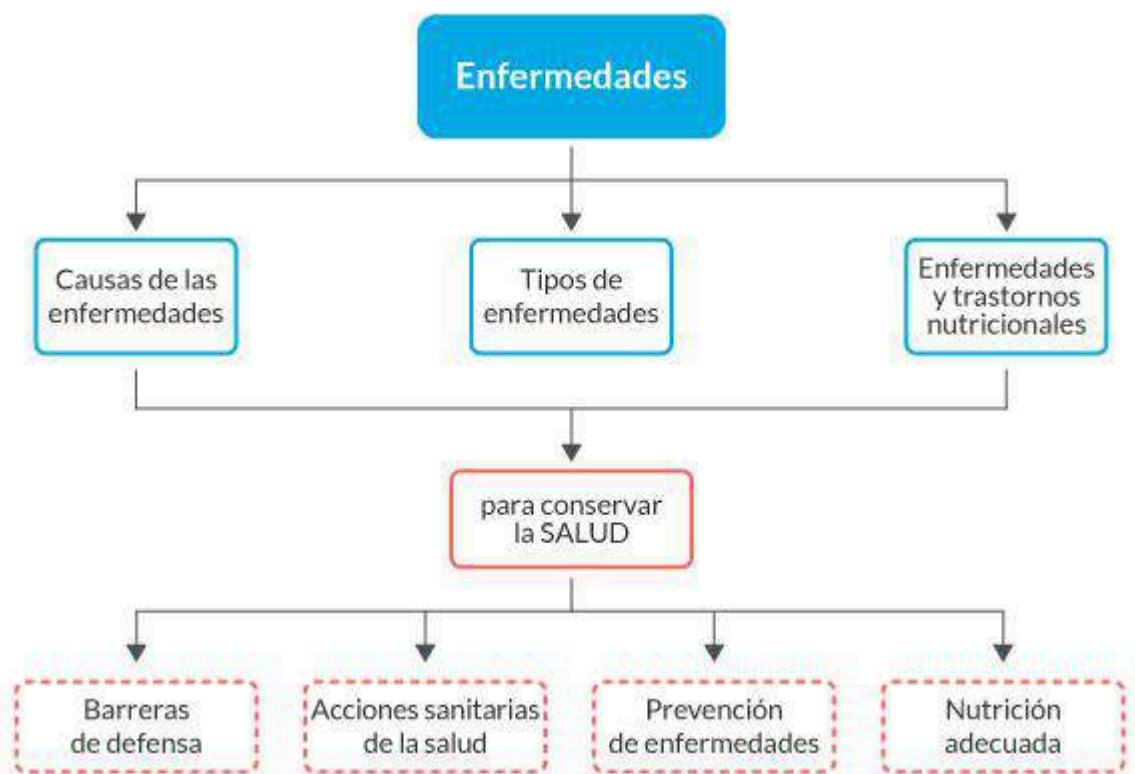 Enfermedades
Causas de las
enfermedades
Tipos de
enfermedades
Enfermedades
y trastornos
nutricionales
para conservar
la SALUD
Barreras
de defensa
Acciones sanitarias
de la salud
Prevención
de enfermedades
Nutrición
adecuada